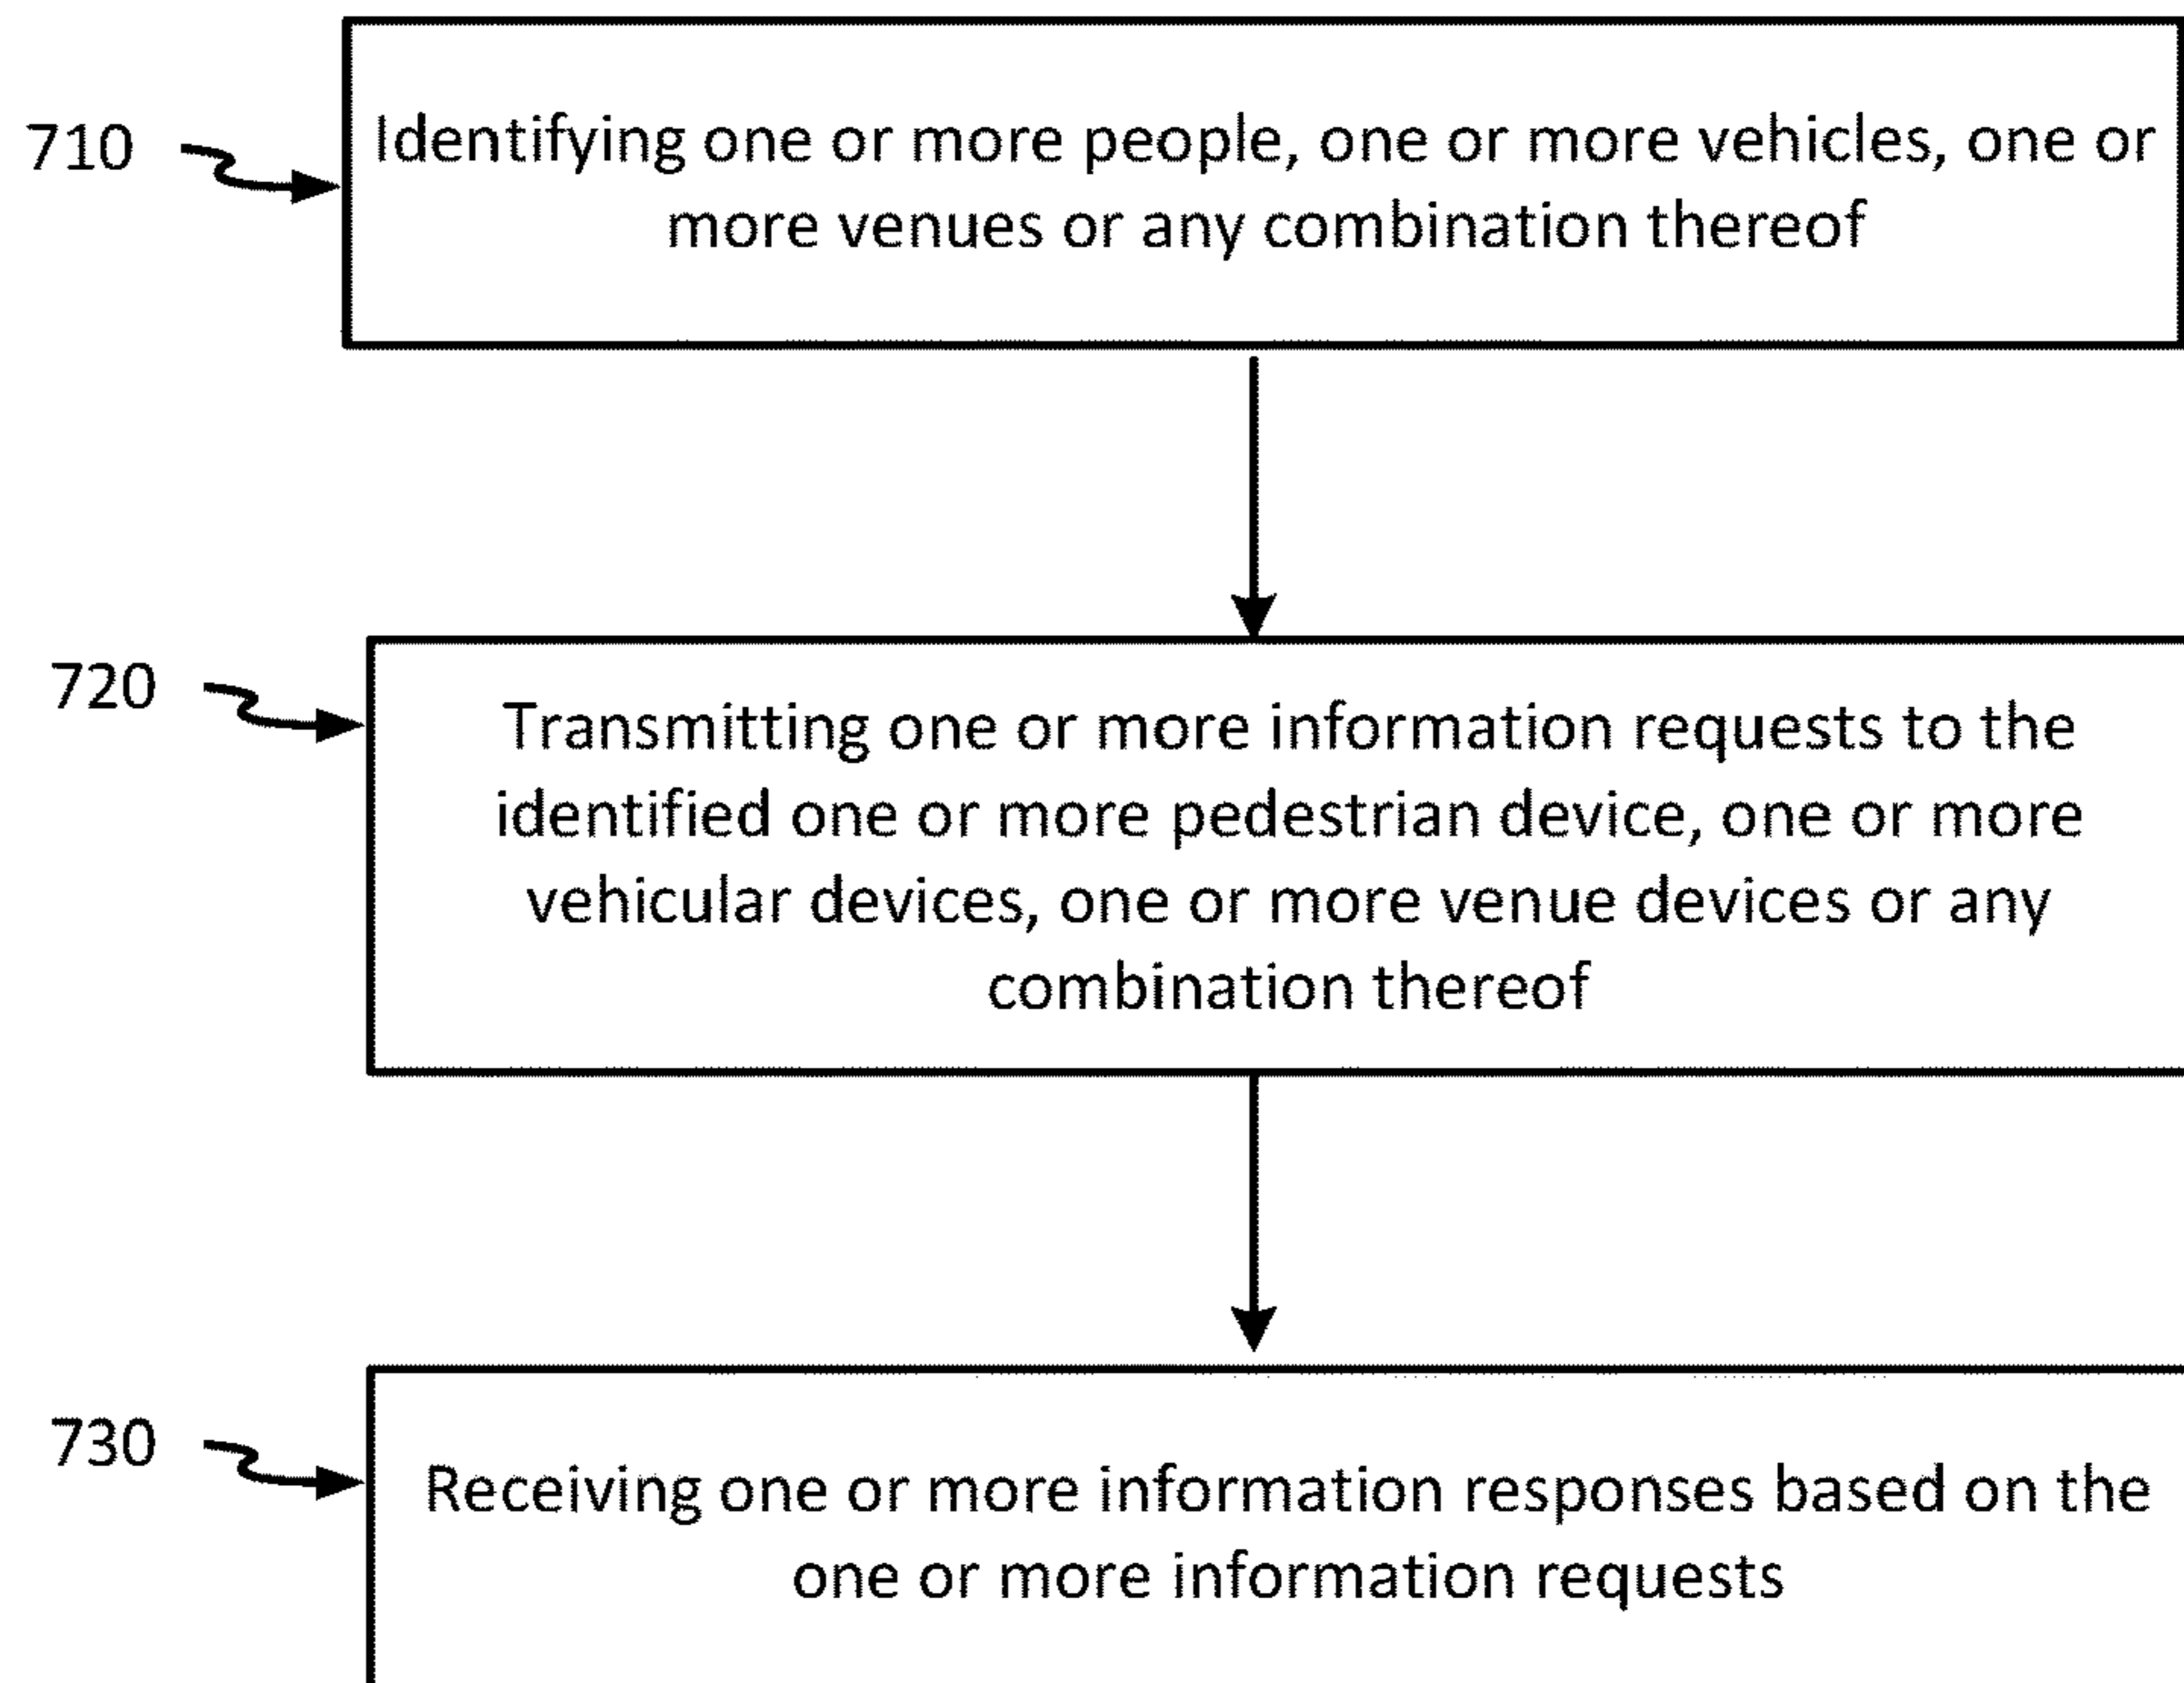 710
Identifying one or more people, one or more vehicles, one or
more venues or any combination thereof
720
Transmitting one or more information requests to the
identified one or more pedestrian device, one or more
vehicular devices, one or more venue devices or any
combination thereof
730
Receiving one or more information responses based on the
one or more information requests